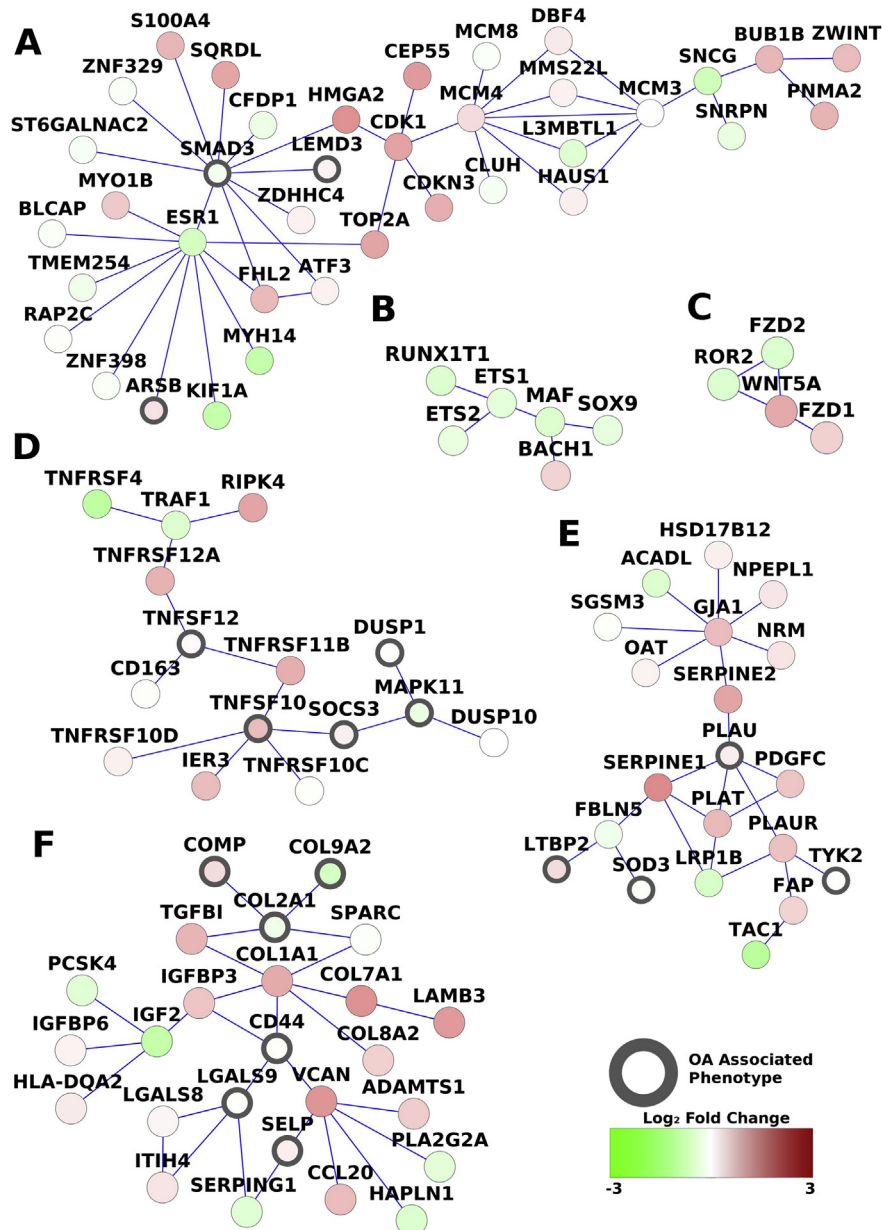 A
S100A4
SQRDL
ZNF329
CFDP1
ST6GALNAC2
SMAD3
HMGA2
LEMD3
CEP55
CDK1
MCM8
DBF4
MMS22L
MCM4
MCM3
L3MBTL1
SNCG
BUB1B
ZWINT
SNRPN
PNMA2
CLUH
HAUS1
CDKN3
MYO1B
ZDHHC4
BLCAP
ESR1
TOP2A
TMEM254
FHL2
ATF3
RAP2C
MYH14
ZNF398
ARSB
KIF1A
B
RUNX1T1
ETS1
MAF
SOX9
ETS2
BACH1
C
FZD2
ROR2
WNT5A
FZD1
D
TNFRSF4
TRAF1
RIPK4
TNFRSF12A
TNFSF12
TNFRSF11B
DUSP1
CD163
TNFSF10
SOCS3
MAPK11
DUSP10
TNFRSF10D
IER3
TNFRSF10C
E
HSD17B12
ACADL
NPEPL1
SGSM3
GJA1
OAT
NRM
SERPINE2
PLAU
SERPINE1
PDGFC
FBLN5
PLAT
PLAUR
LTBP2
SOD3
LRP1B
TYK2
FAP
TAC1
F
COMP
COL9A2
COL2A1
TGFBI
SPARC
COL1A1
PCSK4
IGFBP3
COL7A1
LAMB3
IGFBP6
IGF2
CD44
COL8A2
HLA-DQA2
LGALS9
VCAN
LGALS8
ADAMTS1
SELP
PLA2G2A
ITIH4
SERPING1
CCL20
HAPLN1
OA Associated
Phenotype
Log₂ Fold Change
-3
3